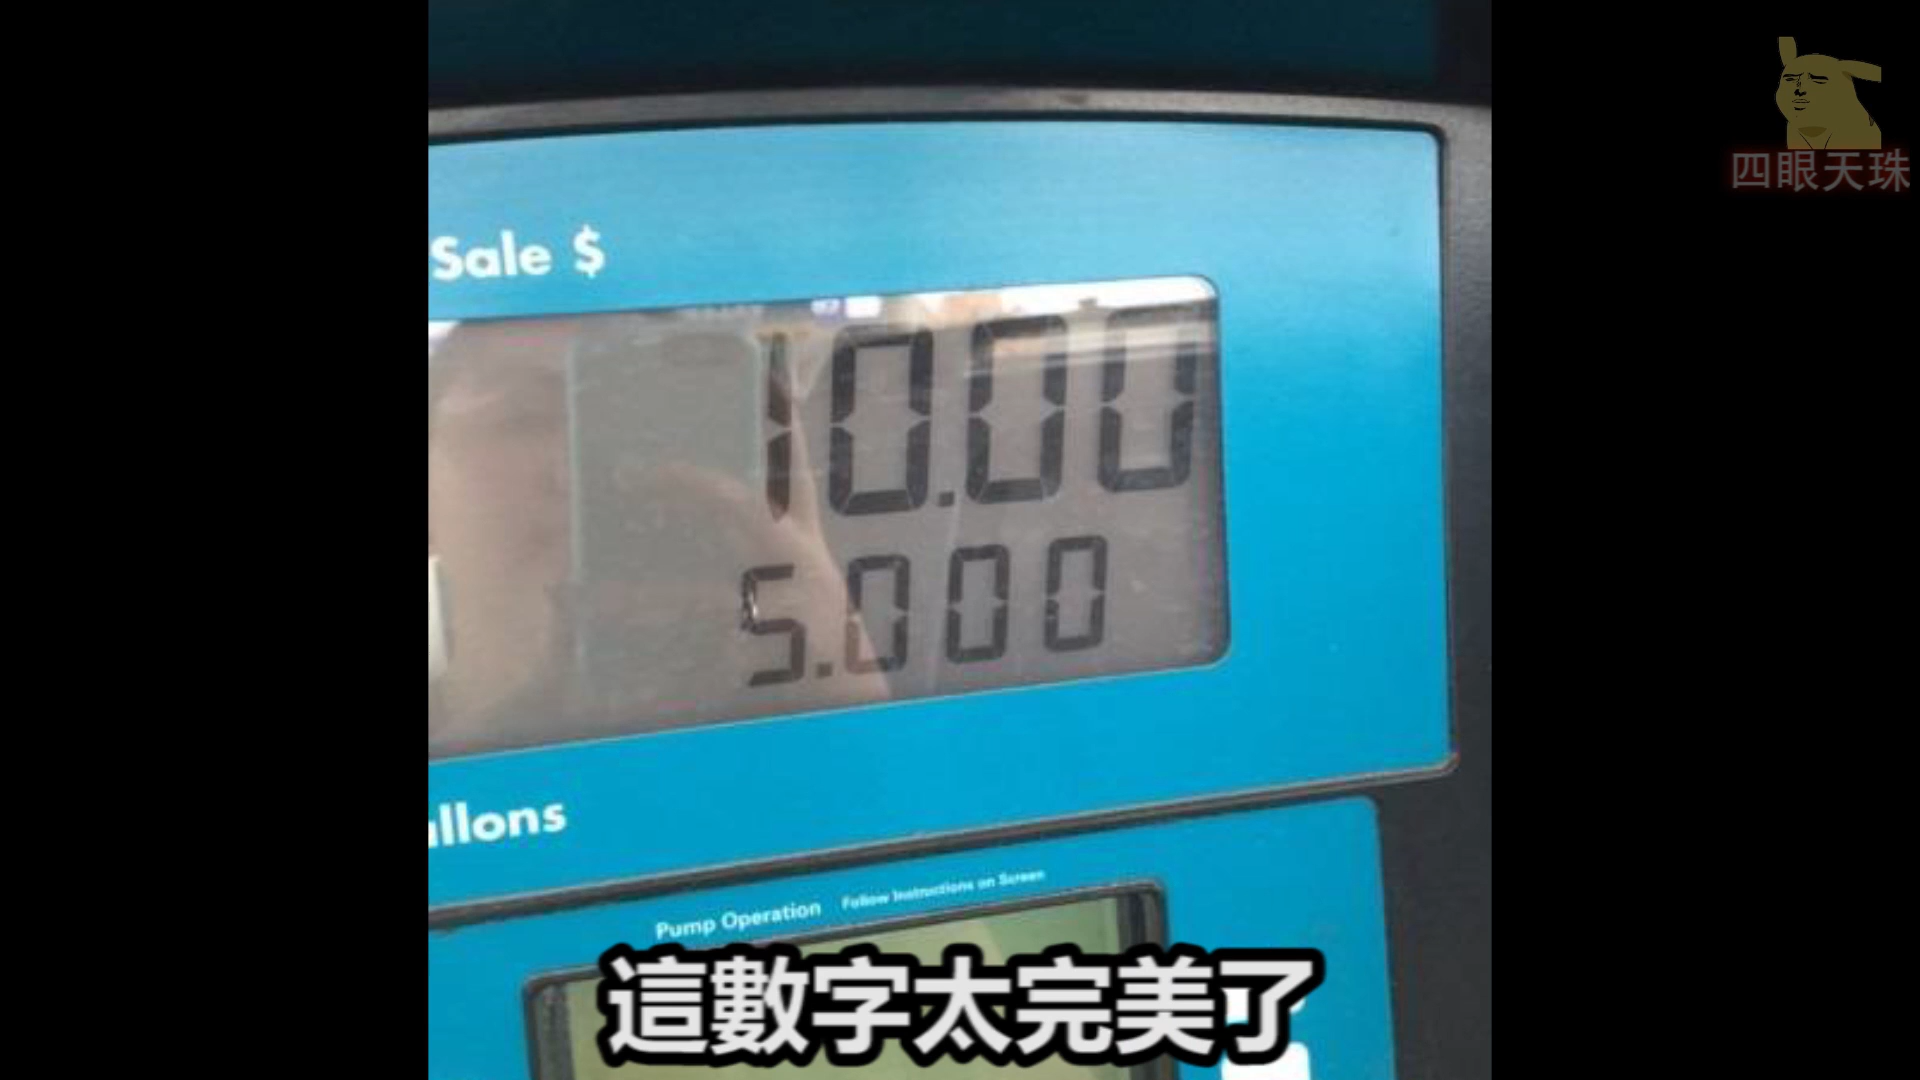 四眼天珠
Sale $
10.00
5.000
allons
Pump Operation Follow Instructions on Screen
這數字太完美了